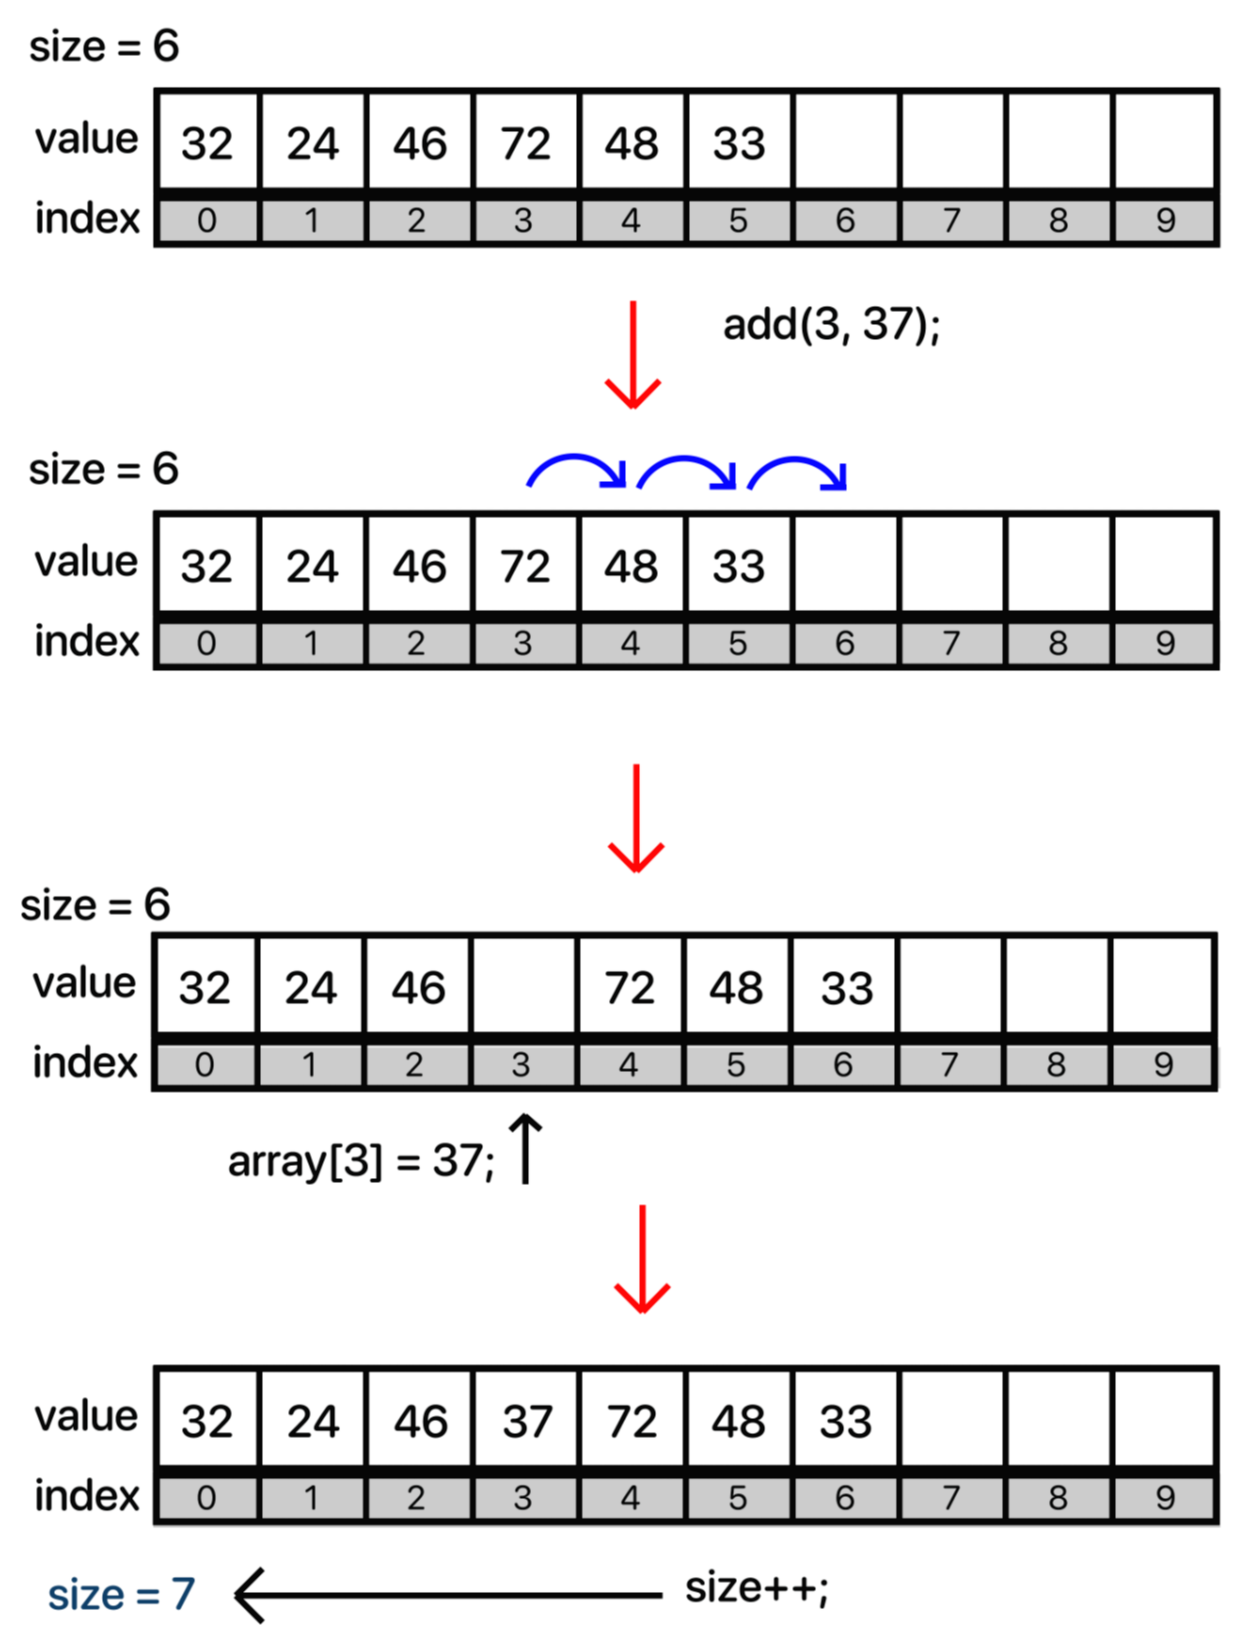 size = 6
value 32 24 46 72 48 33
index 0 1 2 3 4 5 6 7 8 9
add(3, 37);
size = 6
value 32 24 46 72 48 33
index 0 1 2 3 4 5 6 7 8 9
size = 6
value 32 24 46 72 48 33
index 0 1 2 3 4 5 6 7 8 9
array[3] = 37;
value 32 24 46 37 72 48 33
index 0 1 2 3 4 5 6 7 8 9
size = 7 size++;